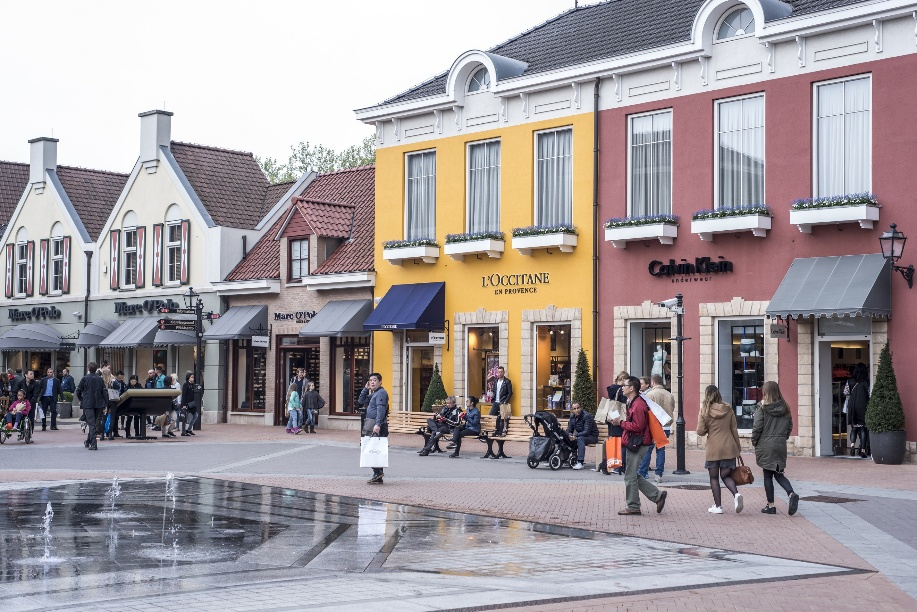 Marc O'Polo
Marc O'Polo
Marc O'Polo
L'OCCITANE
EN PROVENCE
Calvin Klein
underwear